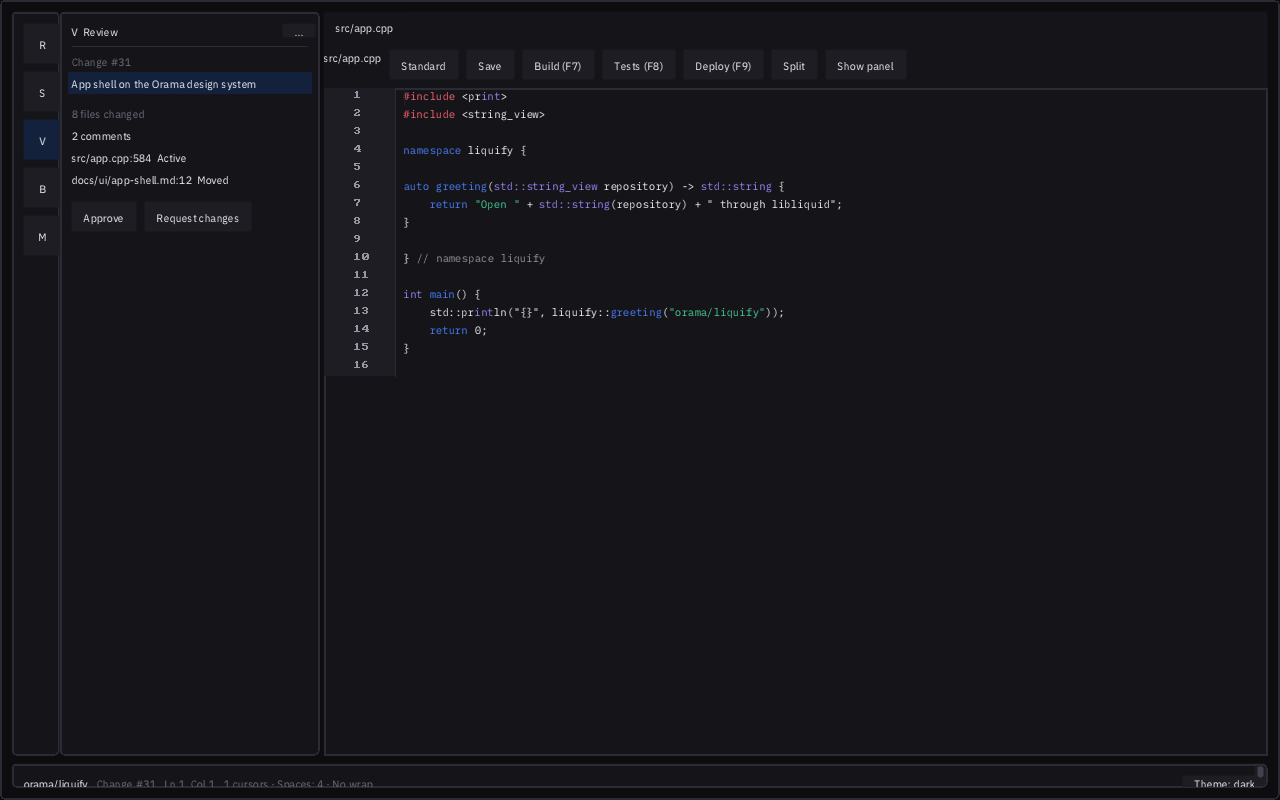 R
S
V
B
M
V Review
...
Change #31
App shell on the Orama design system
8 files changed
2 comments
src/app.cpp:584 Active
docs/ui/app-shell.md:12 Moved
Approve
Request changes
src/app.cpp
src/app.cpp
Standard
Save
Build (F7)
Tests (F8)
Deploy (F9)
Split
Show panel
1 #include <print>
2 #include <string_view>
3
4 namespace liquify {
5
6 auto greeting(std::string_view repository) -> std::string {
7     return "Open " + std::string(repository) + " through libliquid";
8 }
9
10 } // namespace liquify
11
12 int main() {
13     std::println("{}", liquify::greeting("orama/liquify"));
14     return 0;
15 }
16
orama/liquify Change #31 Ln 1, Col 1 1 cursors · Spaces: 4 · No wrap
Theme: dark